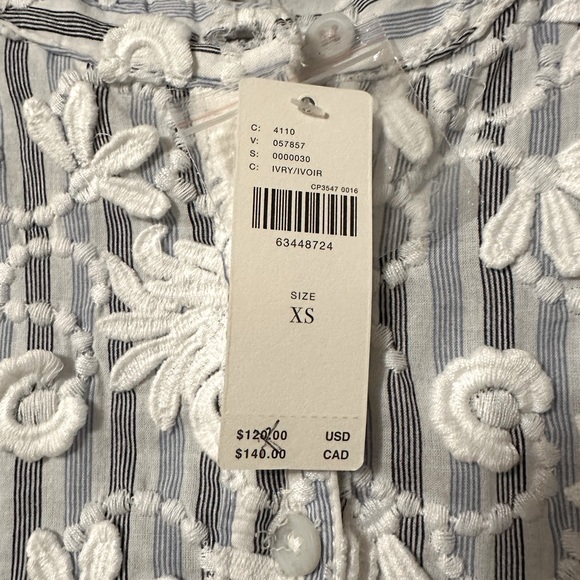 C: 4110
V: 057857
S: 0000030
C: IVRY/IVOIR
CP3547 0016
63448724
SIZE
XS
$120.00 USD
$140.00 CAD